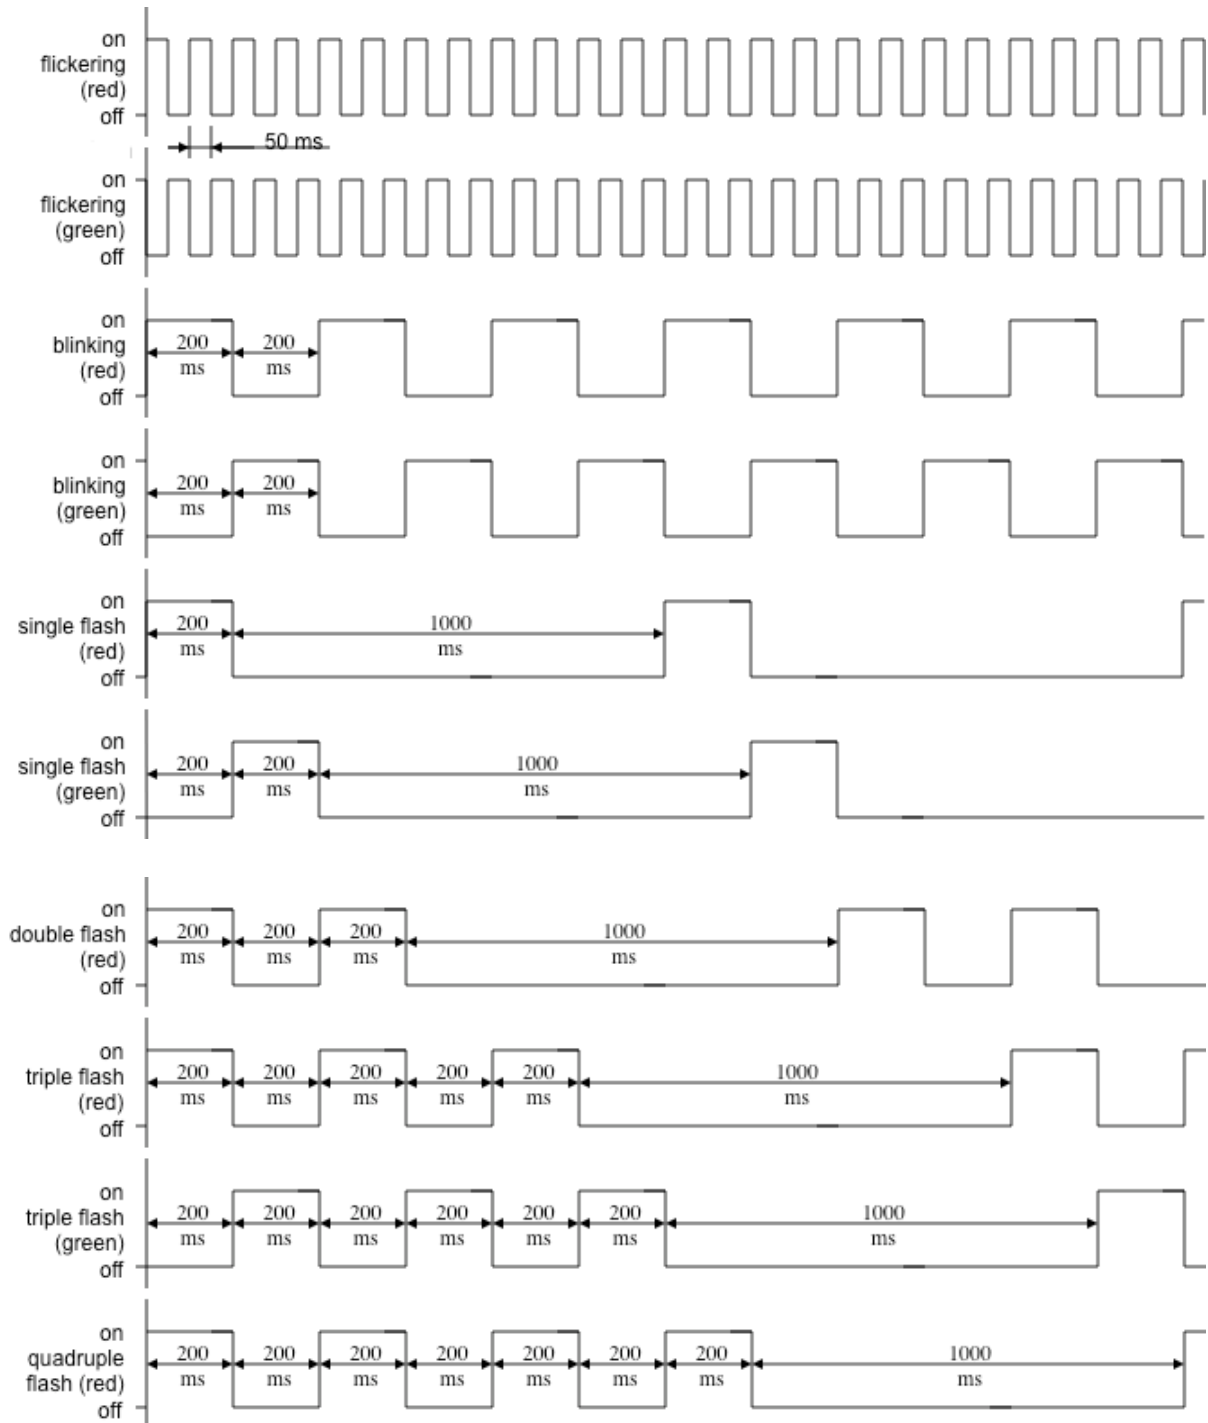 on
flickering
(red)
off
50 ms
on
flickering
(green)
off
on
blinking
(red)
off
200 200
ms ms
on
blinking
(green)
off
200 200
ms ms
on
single flash
(red)
off
200 1000
ms ms
on
single flash
(green)
off
200 200 1000
ms ms ms
on
double flash
(red)
off
200 200 200 1000
ms ms ms ms
on
triple flash
(red)
off
200 200 200 200 200 1000
ms ms ms ms ms ms
on
triple flash
(green)
off
200 200 200 200 200 200 1000
ms ms ms ms ms ms ms
on
quadruple
flash (red)
off
200 200 200 200 200 200 200 1000
ms ms ms ms ms ms ms ms